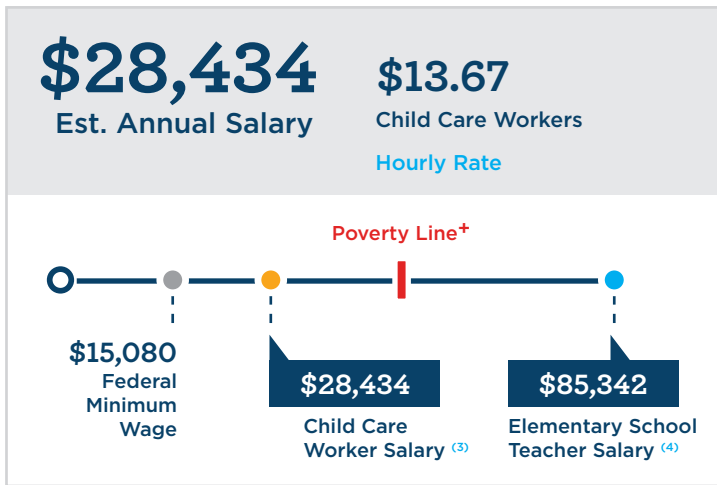 $28,434
Est. Annual Salary
$13.67
Child Care Workers
Hourly Rate
Poverty Line+
$15,080
Federal
Minimum
Wage
$28,434
Child Care
Worker Salary (3)
$85,342
Elementary School
Teacher Salary (4)